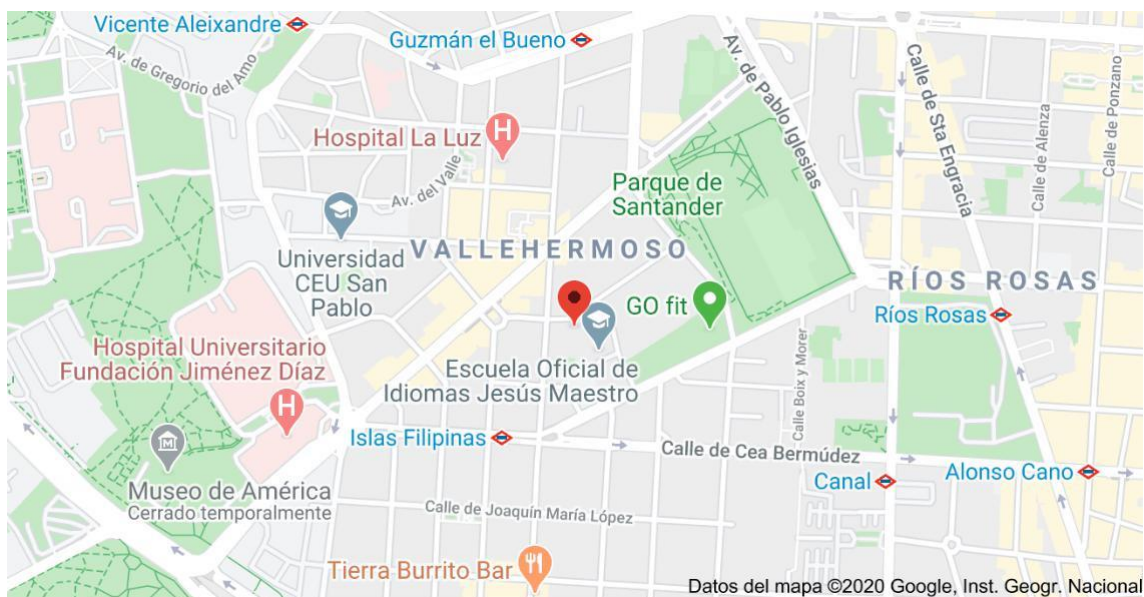 Vicente Aleixandre
Guzmán el Bueno
Av. de Gregorio del Amo
Av. de Pablo Iglesias
Calle de Sta Engracia
Calle de Alenza
Calle de Ponzano
Hospital La Luz
H
Av. del Valle
Parque de
Santander
Universidad
CEU San
Pablo
VALLEHERMOSO
RÍOS ROSAS
GO fit
Ríos Rosas
Hospital Universitario
Fundación Jiménez Díaz
H
Escuela Oficial de
Idiomas Jesús Maestro
Calle Boix y Morer
Islas Filipinas
Calle de Cea Bermúdez
Canal
Alonso Cano
M
Museo de América
Cerrado temporalmente
Calle de Joaquín María López
Tierra Burrito Bar
Datos del mapa ©2020 Google, Inst. Geogr. Nacional